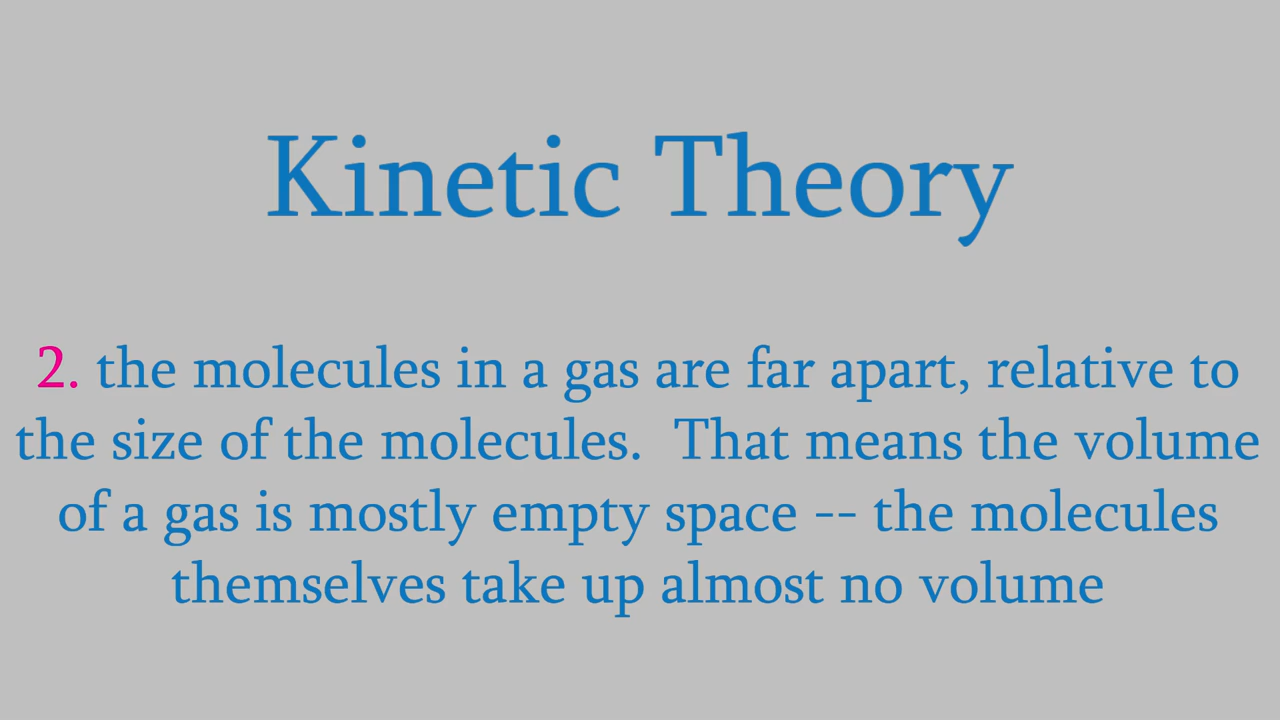 Kinetic Theory
2. the molecules in a gas are far apart, relative to
the size of the molecules.  That means the volume
of a gas is mostly empty space -- the molecules
themselves take up almost no volume